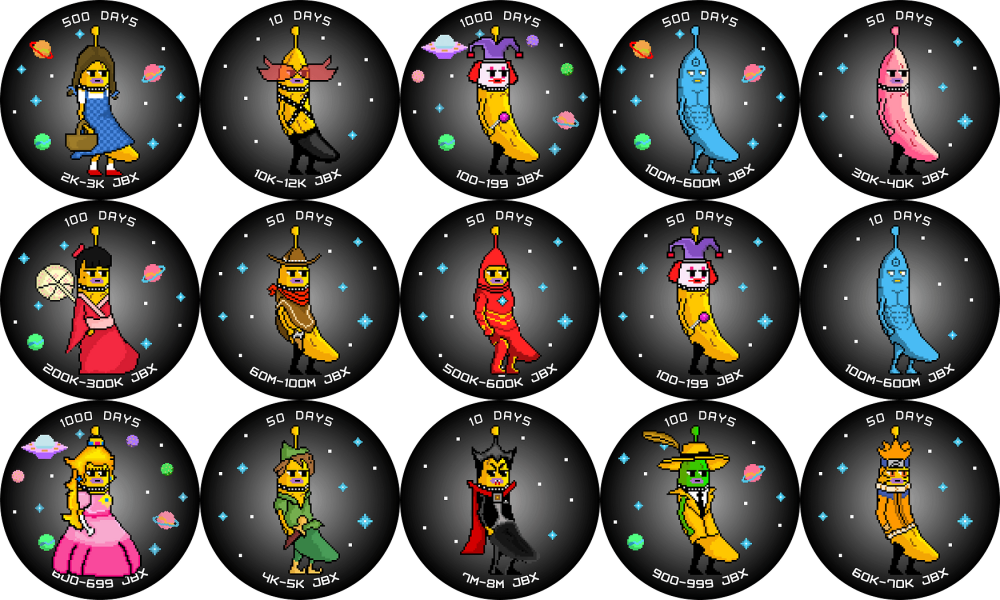 500 DAYS
2K-3K JBX
10 DAYS
10K-12K JBX
1000 DAYS
100-199 JBX
500 DAYS
100M-600M JBX
50 DAYS
30K-40K JBX
100 DAYS
200K-300K JBX
50 DAYS
60M-100M JBX
50 DAYS
500K-600K JBX
50 DAYS
100-199 JBX
10 DAYS
100M-600M JBX
1000 DAYS
600-699 JBX
50 DAYS
4K-5K JBX
10 DAYS
7M-8M JBX
100 DAYS
900-999 JBX
50 DAYS
60K-70K JBX